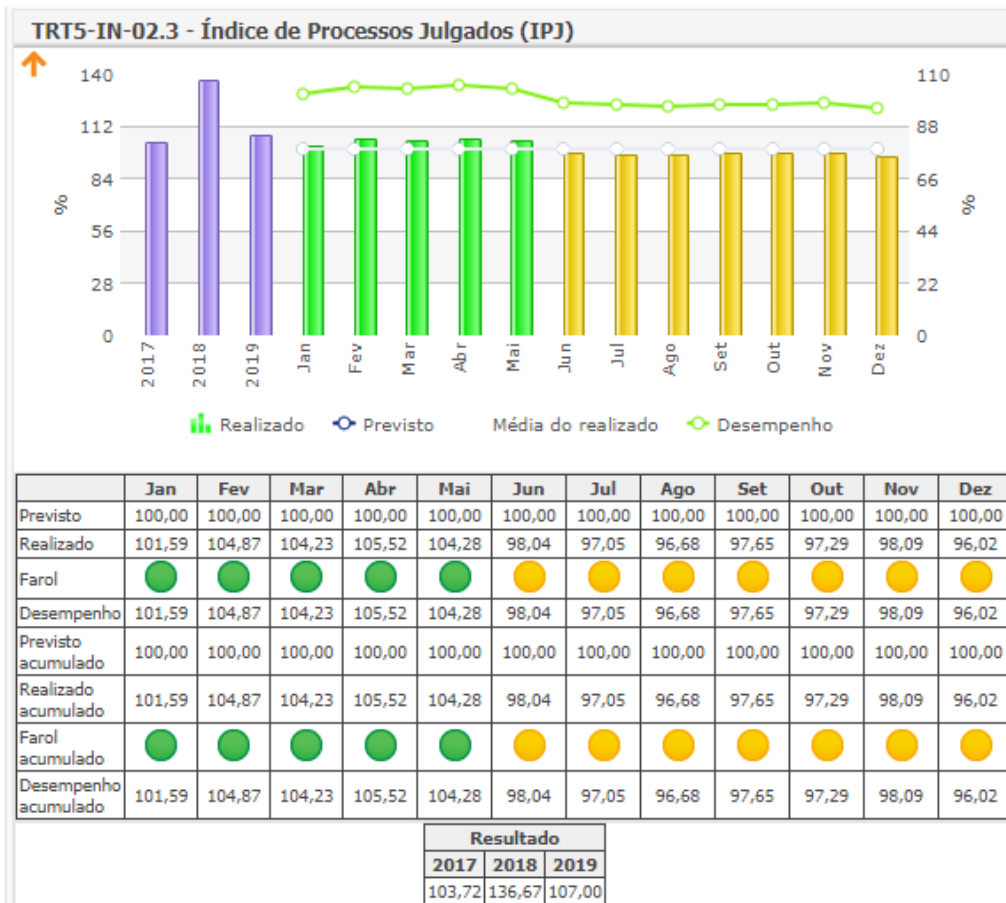 TRT5-IN-02.3 - Índice de Processos Julgados (IPJ)
140 110
112 88
84 66
% %
56 44
28 22
0 0
2017 2018 2019 Jan Fev Mar Abr Mai Jun Jul Ago Set Out Nov Dez
Realizado Previsto Média do realizado Desempenho
Jan Fev Mar Abr Mai Jun Jul Ago Set Out Nov Dez
Previsto 100,00 100,00 100,00 100,00 100,00 100,00 100,00 100,00 100,00 100,00 100,00 100,00
Realizado 101,59 104,87 104,23 105,52 104,28 98,04 97,05 96,68 97,65 97,29 98,09 96,02
Farol
Desempenho 101,59 104,87 104,23 105,52 104,28 98,04 97,05 96,68 97,65 97,29 98,09 96,02
Previsto
acumulado 100,00 100,00 100,00 100,00 100,00 100,00 100,00 100,00 100,00 100,00 100,00 100,00
Realizado
acumulado 101,59 104,87 104,23 105,52 104,28 98,04 97,05 96,68 97,65 97,29 98,09 96,02
Farol
acumulado
Desempenho
acumulado 101,59 104,87 104,23 105,52 104,28 98,04 97,05 96,68 97,65 97,29 98,09 96,02
Resultado
2017 2018 2019
103,72 136,67 107,00